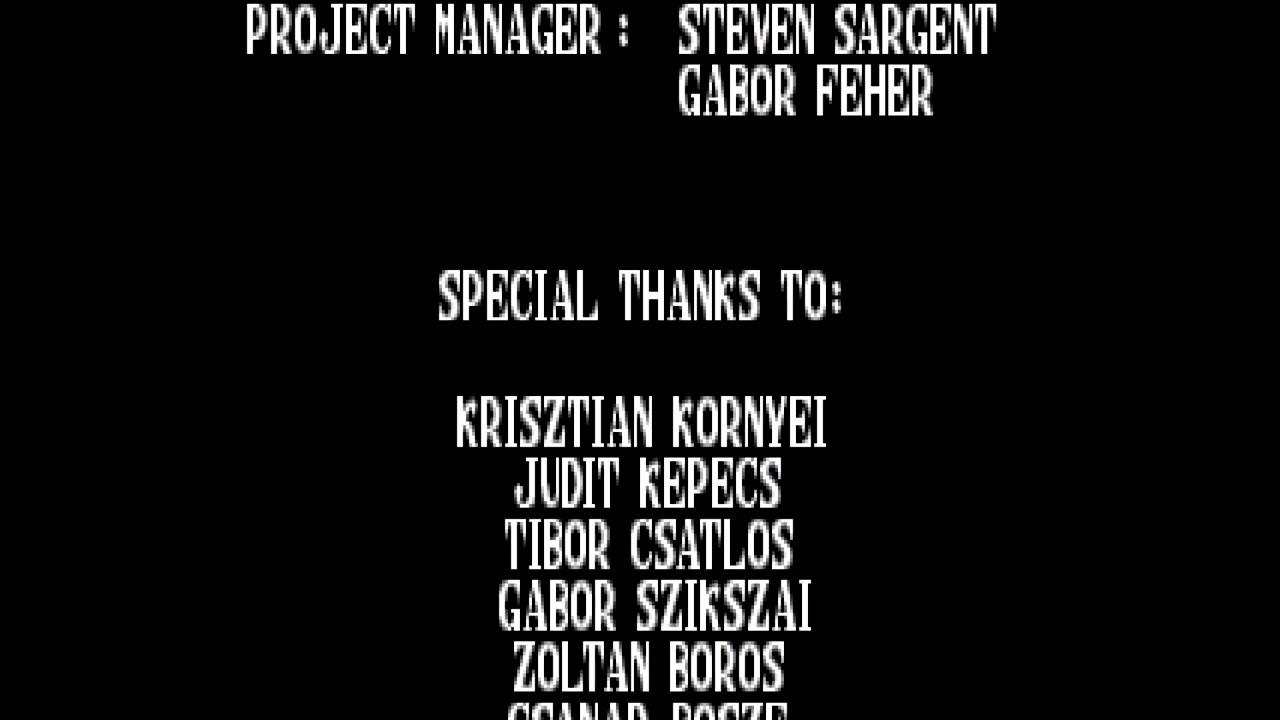 PROJECT MANAGER : STEVEN SARGENT
GABOR FEHER
SPECIAL THANKS TO:
KRISZTIAN KORNYEI
JUDIT KEPECS
TIBOR CSATLOS
GABOR SZIKSZAI
ZOLTAN BOROS